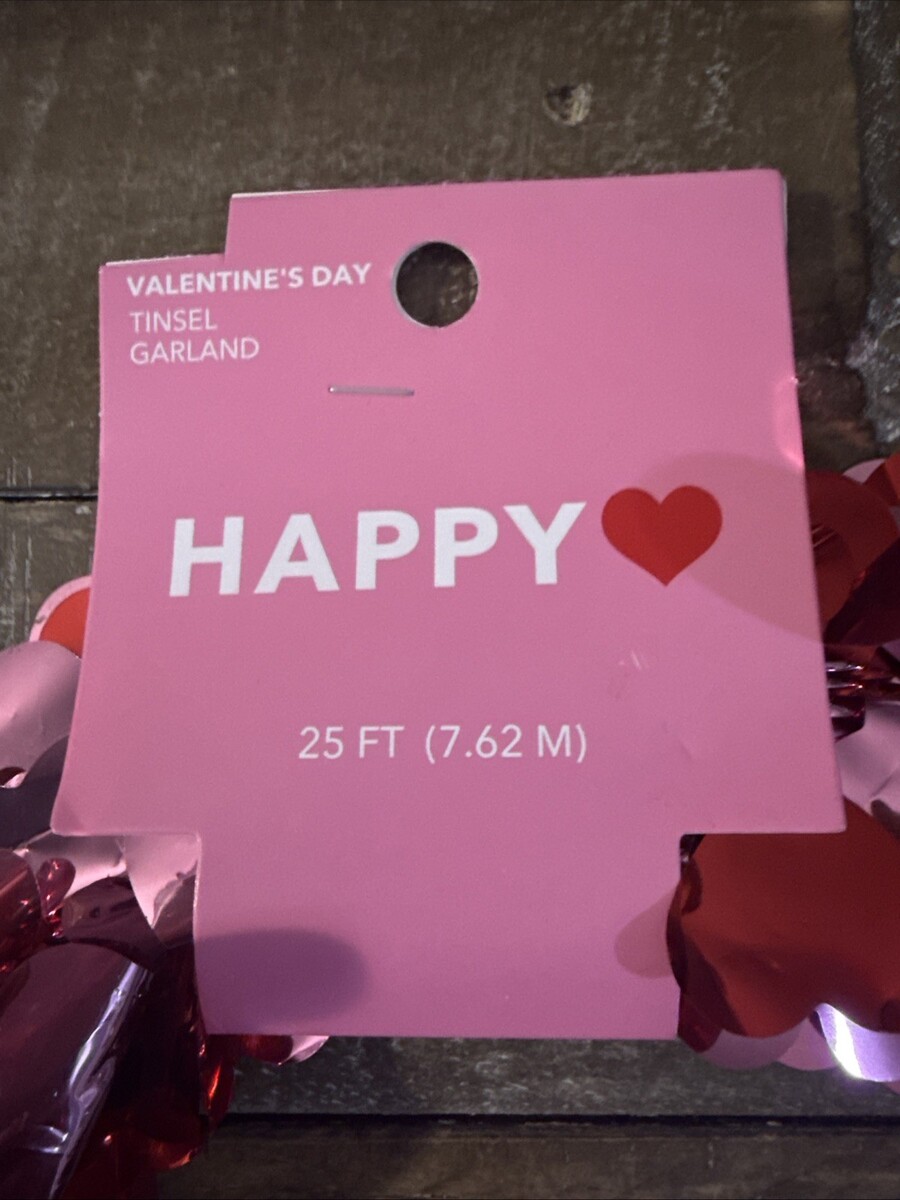 VALENTINE'S DAY
TINSEL
GARLAND
HAPPY
25 FT (7.62 M)